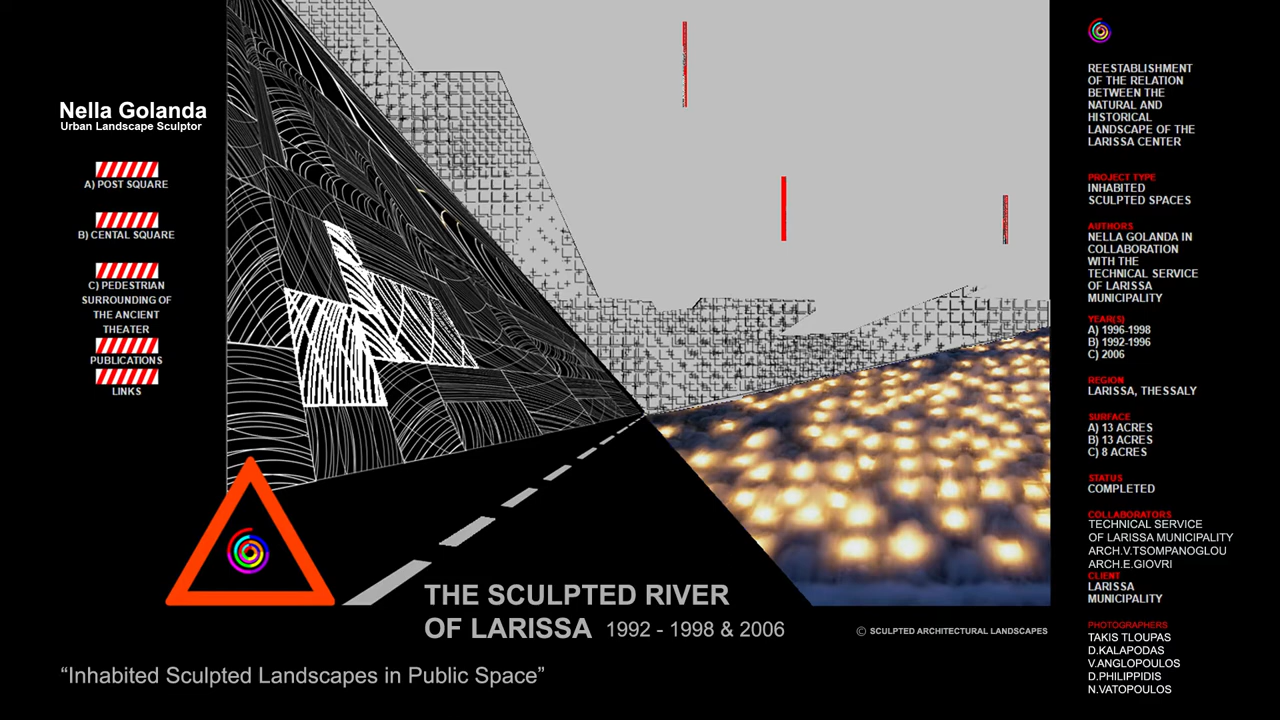 Nella Golanda
Urban Landscape Sculptor
A) POST SQUARE
B) CENTAL SQUARE
C) PEDESTRIAN
SURROUNDING OF
THE ANCIENT
THEATER
PUBLICATIONS
LINKS
THE SCULPTED RIVER
OF LARISSA 1992 - 1998 & 2006
© SCULPTED ARCHITECTURAL LANDSCAPES
“Inhabited Sculpted Landscapes in Public Space”
REESTABLISHMENT
OF THE RELATION
BETWEEN THE
NATURAL AND
HISTORICAL
LANDSCAPE OF THE
LARISSA CENTER
PROJECT TYPE
INHABITED
SCULPTED SPACES
AUTHORS
NELLA GOLANDA IN
COLLABORATION
WITH THE
TECHNICAL SERVICE
OF LARISSA
MUNICIPALITY
YEAR(S)
A) 1996-1998
B) 1992-1996
C) 2006
REGION
LARISSA, THESSALY
SURFACE
A) 13 ACRES
B) 13 ACRES
C) 8 ACRES
STATUS
COMPLETED
COLLABORATORS
TECHNICAL SERVICE
OF LARISSA MUNICIPALITY
ARCH.V.TSOMPANOGLOU
ARCH.E.GIOVRI
CLIENT
LARISSA
MUNICIPALITY
PHOTOGRAPHERS
TAKIS TLOUPAS
D.KALAPODAS
V.ANGLOPOULOS
D.PHILIPPIDIS
N.VATOPOULOS